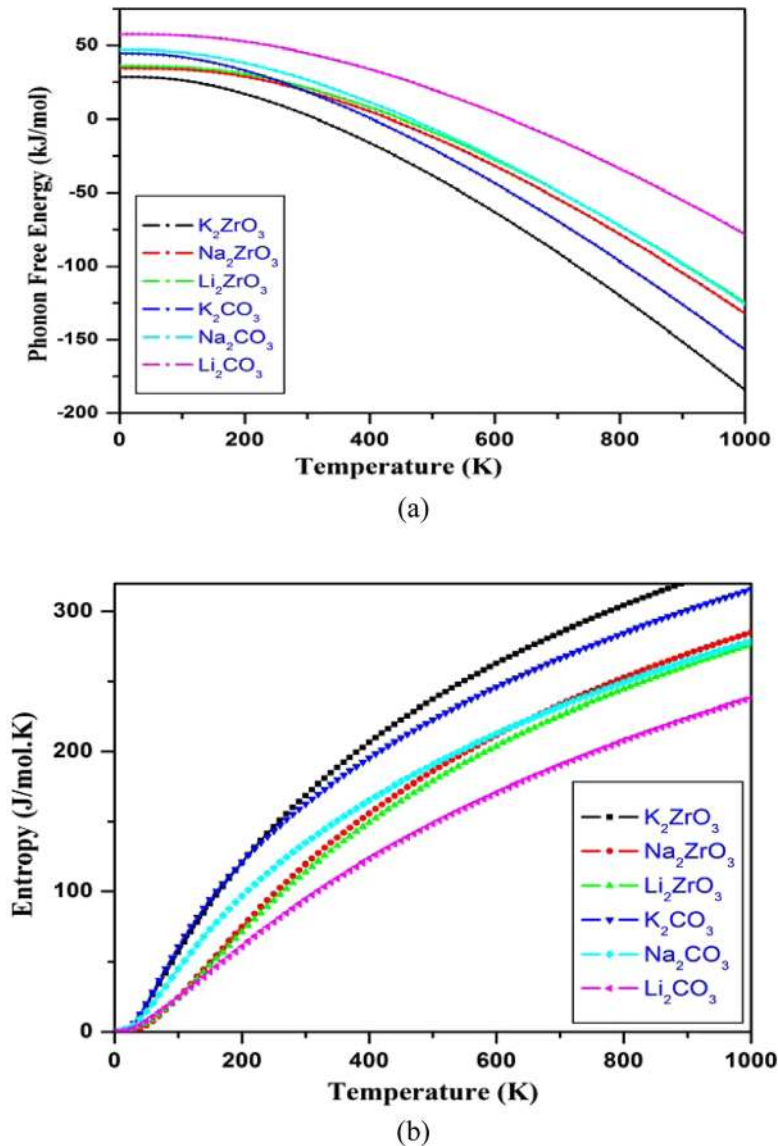 50
0
-50
-100
-150
-200
Phonon Free Energy (kJ/mol)
K₂ZrO₃
Na₂ZrO₃
Li₂ZrO₃
K₂CO₃
Na₂CO₃
Li₂CO₃
0 200 400 600 800 1000
Temperature (K)
(a)
300
200
100
0
Entropy (J/mol.K)
K₂ZrO₃
Na₂ZrO₃
Li₂ZrO₃
K₂CO₃
Na₂CO₃
Li₂CO₃
0 200 400 600 800 1000
Temperature (K)
(b)